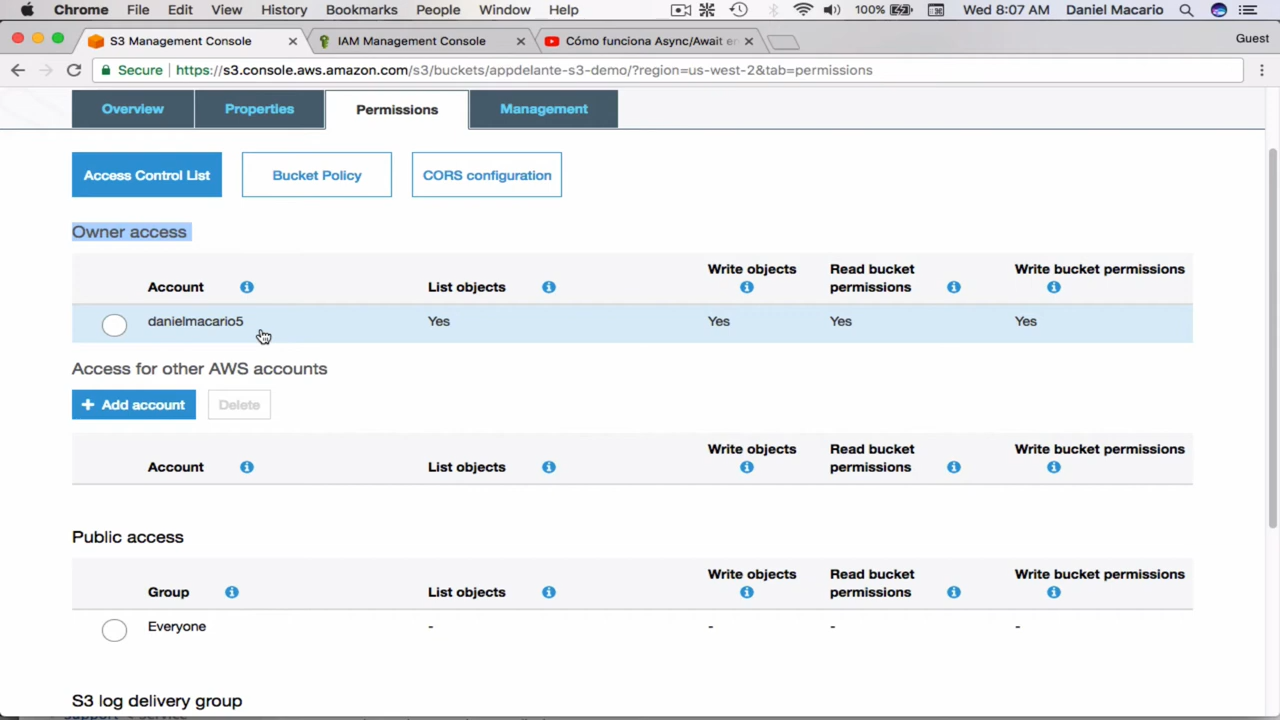 Chrome File Edit View History Bookmarks People Window Help 100% Wed 8:07 AM Daniel Macario
S3 Management Console IAM Management Console Cómo funciona Async/Await en Guest
Secure https://s3.console.aws.amazon.com/s3/buckets/appdelante-s3-demo/?region=us-west-2&tab=permissions
Overview Properties Permissions Management
Access Control List Bucket Policy CORS configuration
Owner access
Account List objects Write objects Read bucket permissions Write bucket permissions
danielmacario5 Yes Yes Yes Yes
Access for other AWS accounts
+ Add account Delete
Account List objects Write objects Read bucket permissions Write bucket permissions
Public access
Group List objects Write objects Read bucket permissions Write bucket permissions
Everyone - - - -
S3 log delivery group